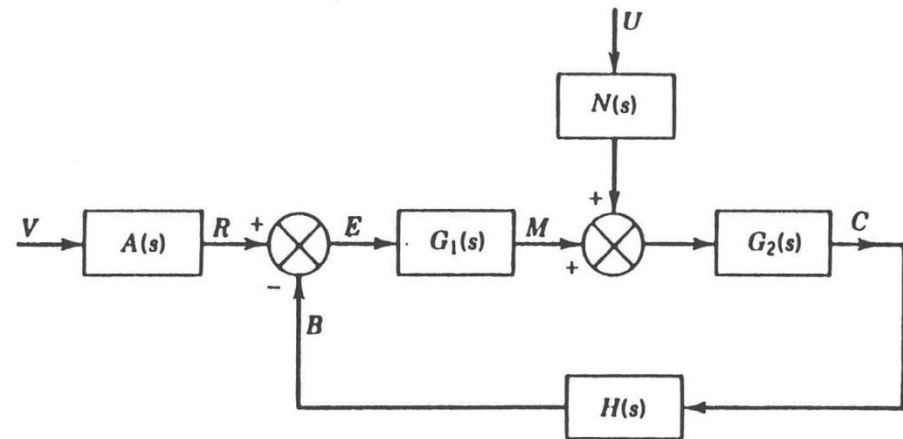 U
N(s)
+
V A(s) R + E G₁(s) M + G₂(s) C
−
B
H(s)